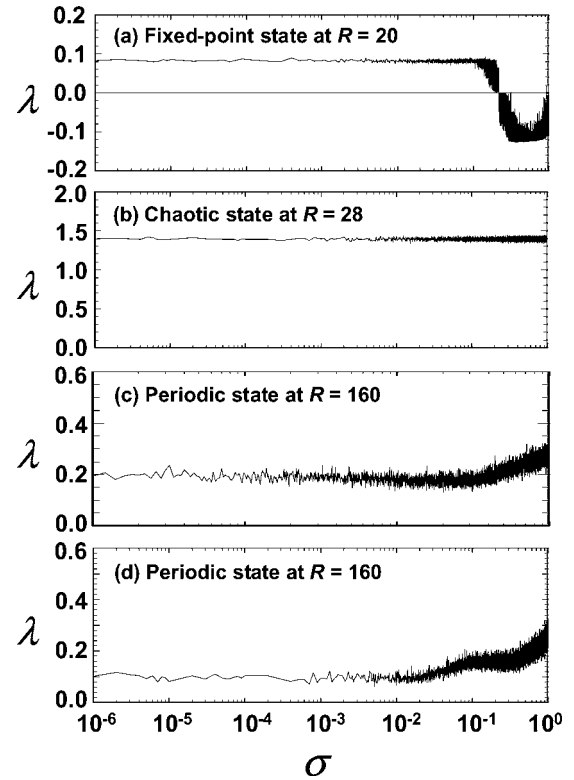 0.2
(a) Fixed-point state at R = 20
0.1
λ
0.0
-0.1
-0.2
2.0
(b) Chaotic state at R = 28
1.5
λ
1.0
0.5
0.0
0.6
(c) Periodic state at R = 160
0.4
λ
0.2
0.0
0.6
(d) Periodic state at R = 160
0.4
λ
0.2
0.0
10-6 10-5 10-4 10-3 10-2 10-1 100
σ